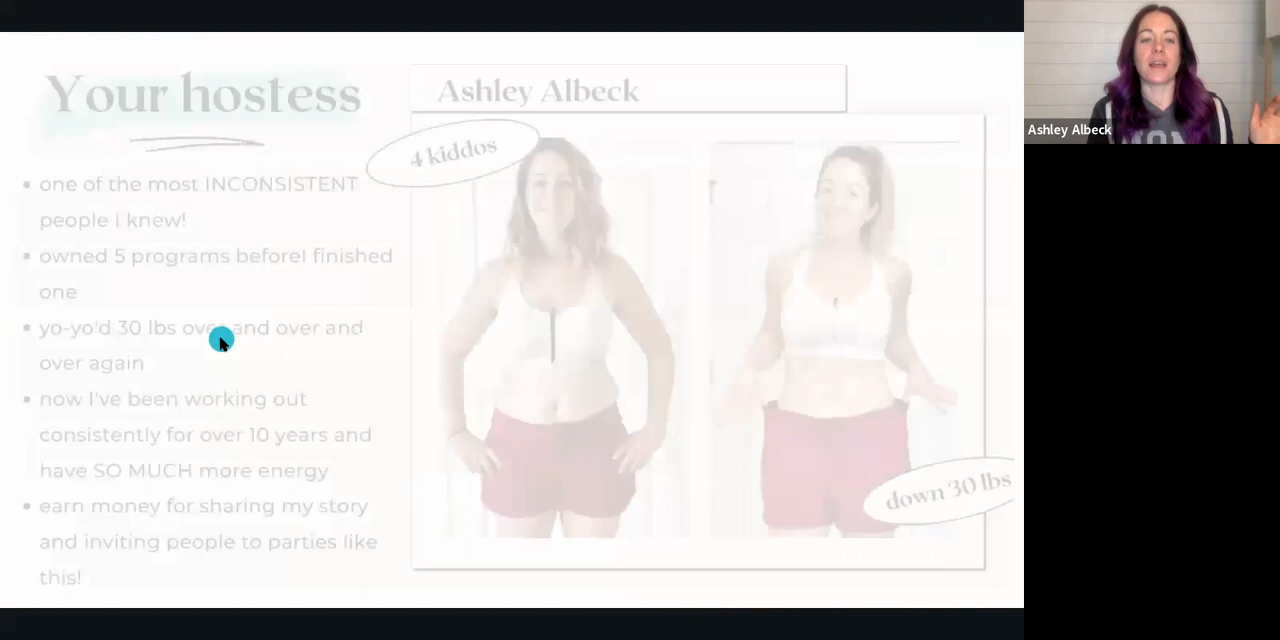 Your hostess
Ashley Albeck
4 kiddos
• one of the most INCONSISTENT
people I knew!
• owned 5 programs beforeI finished
one
• yo-yo'd 30 lbs over and over and
over again
• now I've been working out
consistently for over 10 years and
have SO MUCH more energy
• earn money for sharing my story
and inviting people to parties like
this!
down 30 lbs
Ashley Albeck